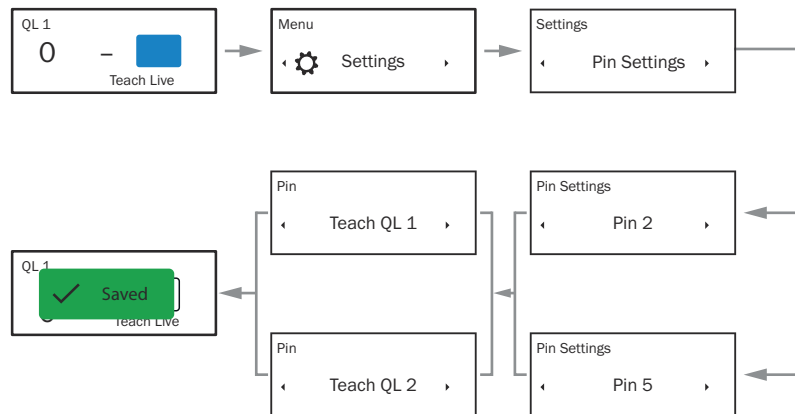 QL 1
0 –
Teach Live
Menu
Settings
Settings
Pin Settings
Pin
Teach QL 1
Pin Settings
Pin 2
QL 1
Saved
Teach Live
Pin
Teach QL 2
Pin Settings
Pin 5